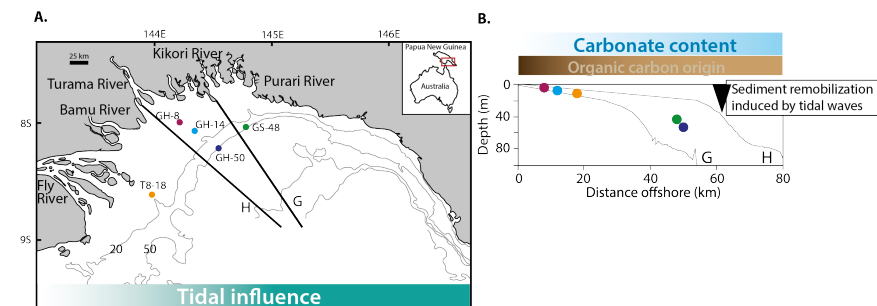 A.
144E
145E
146E
25 km
Kikori River
Papua New Guinea
Australia
Turama River
Purari River
Bamu River
GH-8
GH-14
GS-48
8S
GH-50
T8-18
Fly
River
H
G
9S
20
50
Tidal influence
B.
Carbonate content
Organic carbon origin
Sediment remobilization
induced by tidal waves
Depth (m)
0
40
80
G
H
0
20
40
60
80
Distance offshore (km)